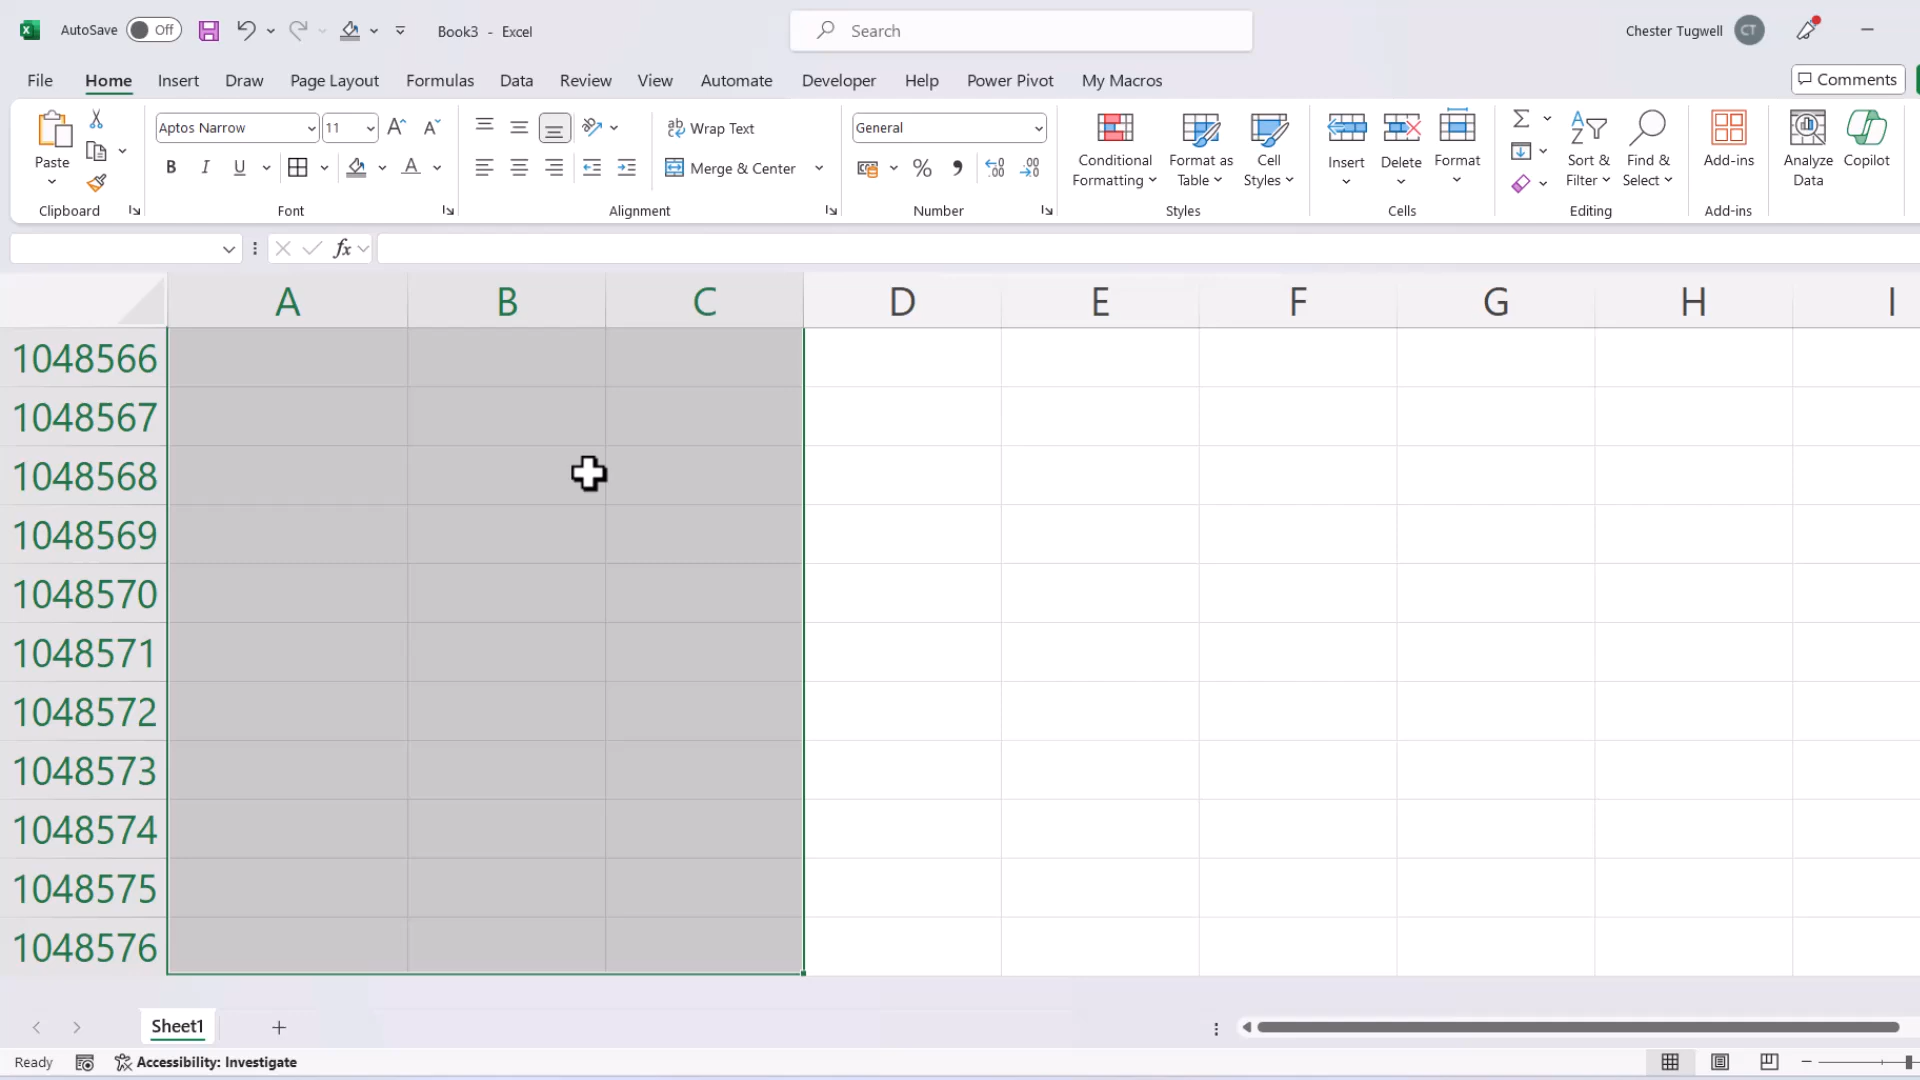 AutoSave Off Book3 - Excel Search Chester Tugwell CT
File Home Insert Draw Page Layout Formulas Data Review View Automate Developer Help Power Pivot My Macros Comments
Paste Aptos Narrow 11 A A ab Wrap Text General Conditional Formatting Format as Table Cell Styles Insert Delete Format Sort & Filter Find & Select Add-ins Analyze Data Copilot
B I U A Merge & Center % , .00
Clipboard Font Alignment Number Styles Cells Editing Add-ins
fx
A B C D E F G H I
1048566
1048567
1048568
1048569
1048570
1048571
1048572
1048573
1048574
1048575
1048576
Sheet1
Ready Accessibility: Investigate